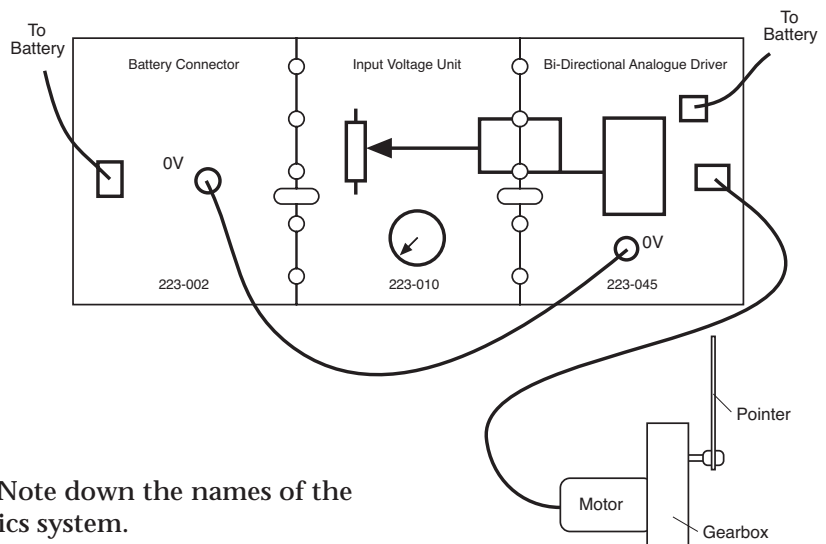 To
Battery
To
Battery
Battery Connector
Input Voltage Unit
Bi-Directional Analogue Driver
0V
0V
223-002
223-010
223-045
Pointer
Motor
Gearbox
Note down the names of the
ics system.